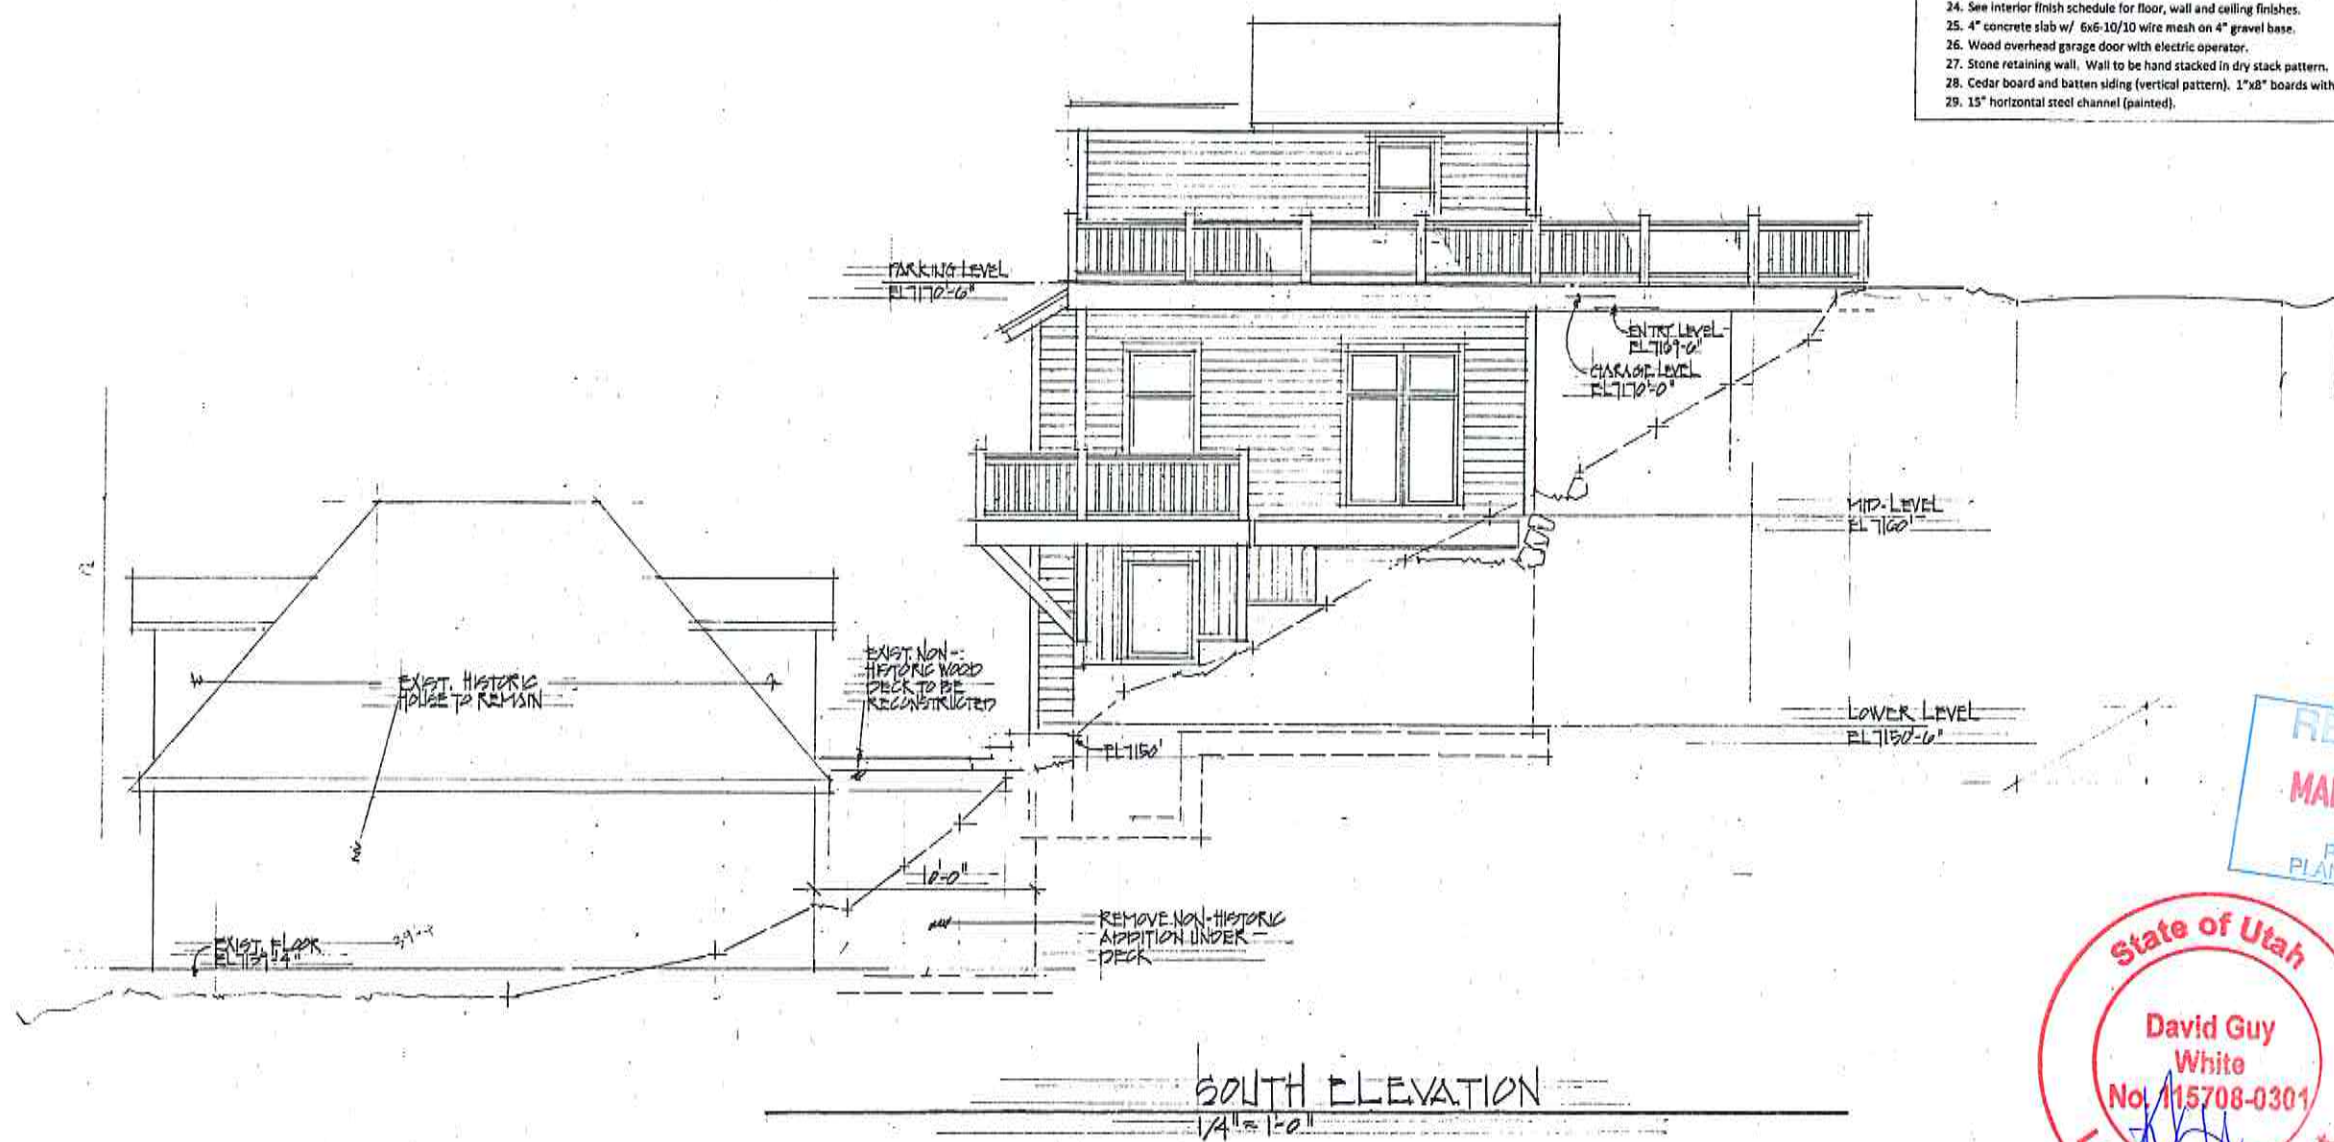 24. See interior finish schedule for floor, wall and ceiling finishes.
25. 4" concrete slab w/ 6x6-10/10 wire mesh on 4" gravel base.
26. Wood overhead garage door with electric operator.
27. Stone retaining wall. Wall to be hand stacked in dry stack pattern.
28. Cedar board and batten siding (vertical pattern). 1"x8" boards with
29. 15" horizontal steel channel (painted).
PARKING LEVEL
EL 7170'-6"
ENTRY LEVEL
EL 7169'-6"
GARAGE LEVEL
EL 7170'-0"
MID-LEVEL
EL 7160'
EXIST. HISTORIC
HOUSE TO REMAIN
EXIST. NON-
HISTORIC WOOD
DECK TO BE
RECONSTRUCTED
LOWER LEVEL
EL 7150'-6"
EL 7150'
10'-0"
REMOVE NON-HISTORIC
ADDITION UNDER
DECK
EXIST. FLOOR
SOUTH ELEVATION
1/4" = 1'-0"
State of Utah
David Guy
White
No. 115708-0301